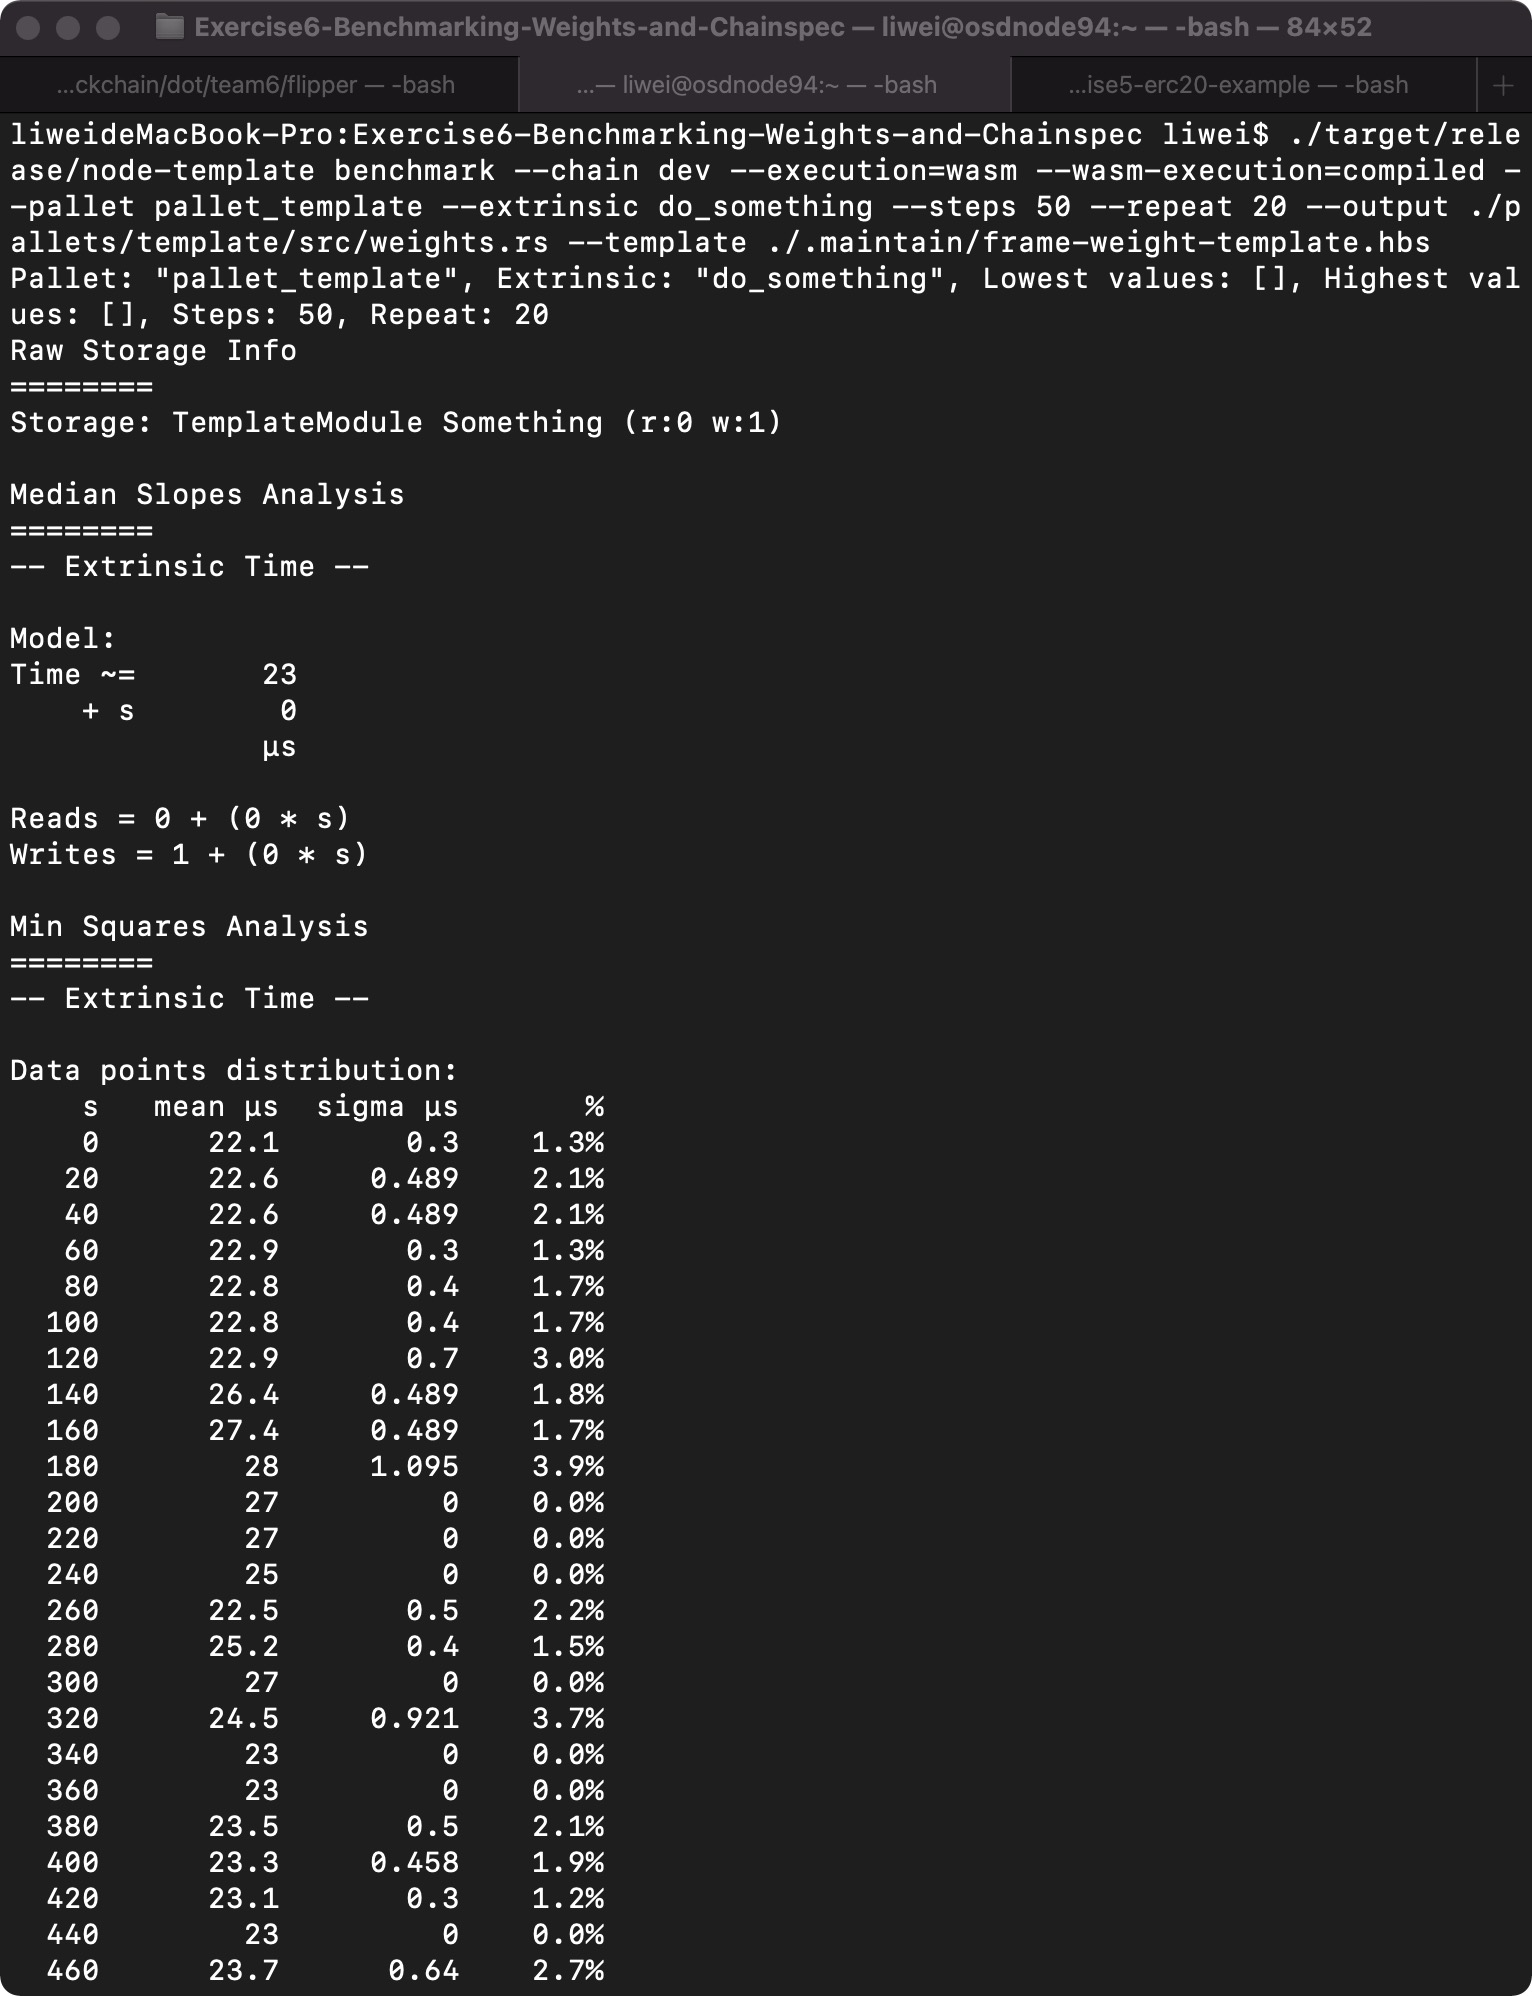 Exercise6-Benchmarking-Weights-and-Chainspec — liwei@osdnode94:~ — -bash — 84×52
...ckchain/dot/team6/flipper — -bash ...— liwei@osdnode94:~ — -bash ...ise5-erc20-example — -bash +
liweideMacBook-Pro:Exercise6-Benchmarking-Weights-and-Chainspec liwei$ ./target/rele
ase/node-template benchmark --chain dev --execution=wasm --wasm-execution=compiled -
-pallet pallet_template --extrinsic do_something --steps 50 --repeat 20 --output ./p
allets/template/src/weights.rs --template ./.maintain/frame-weight-template.hbs
Pallet: "pallet_template", Extrinsic: "do_something", Lowest values: [], Highest val
ues: [], Steps: 50, Repeat: 20
Raw Storage Info
========
Storage: TemplateModule Something (r:0 w:1)

Median Slopes Analysis
========
-- Extrinsic Time --

Model:
Time ~=       23
    + s        0
              µs

Reads = 0 + (0 * s)
Writes = 1 + (0 * s)

Min Squares Analysis
========
-- Extrinsic Time --

Data points distribution:
    s   mean µs  sigma µs       %
    0      22.1       0.3    1.3%
   20      22.6     0.489    2.1%
   40      22.6     0.489    2.1%
   60      22.9       0.3    1.3%
   80      22.8       0.4    1.7%
  100      22.8       0.4    1.7%
  120      22.9       0.7    3.0%
  140      26.4     0.489    1.8%
  160      27.4     0.489    1.7%
  180        28     1.095    3.9%
  200        27         0    0.0%
  220        27         0    0.0%
  240        25         0    0.0%
  260      22.5       0.5    2.2%
  280      25.2       0.4    1.5%
  300        27         0    0.0%
  320      24.5     0.921    3.7%
  340        23         0    0.0%
  360        23         0    0.0%
  380      23.5       0.5    2.1%
  400      23.3     0.458    1.9%
  420      23.1       0.3    1.2%
  440        23         0    0.0%
  460      23.7      0.64    2.7%